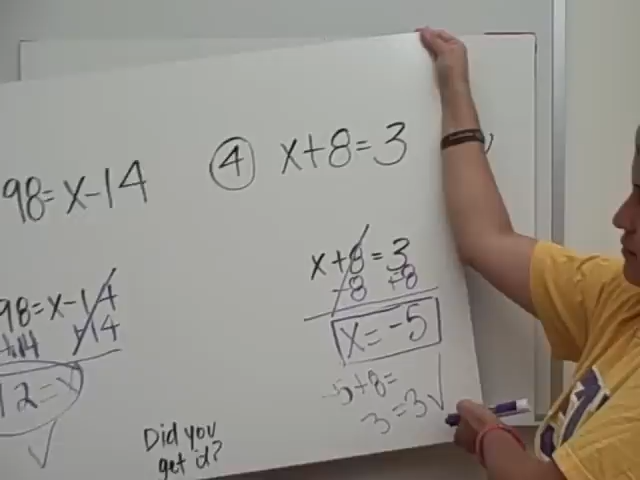 98=x-14
④ x+8=3
98=x-14
+14 +14
12=x
x+8=3
-8 +8
x=-5
-5+8=
3=3√
√
Did you
get it?